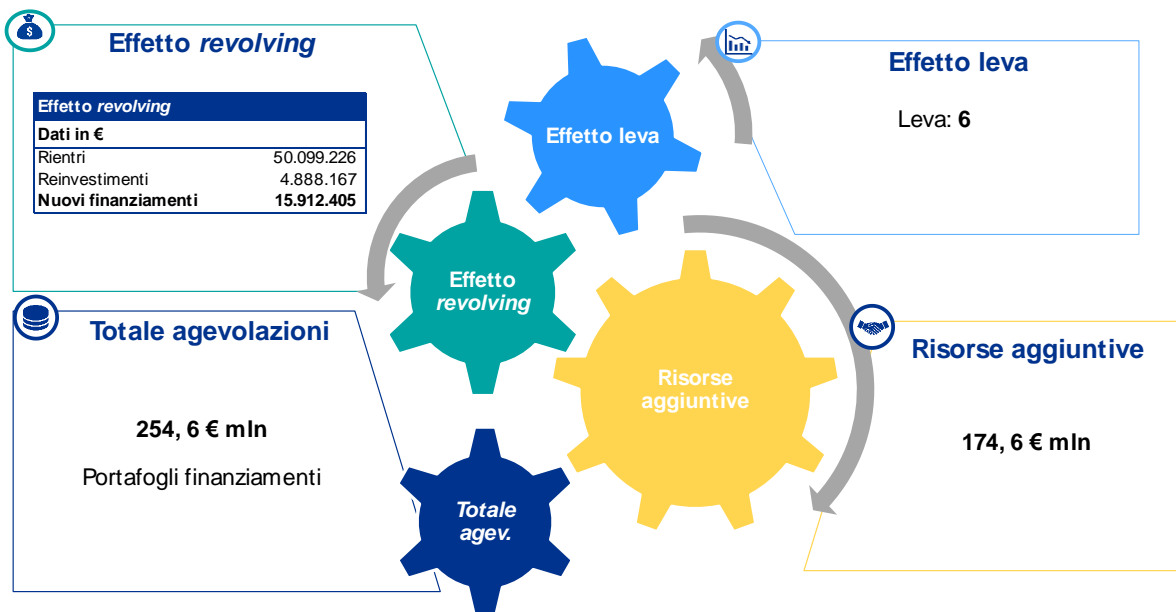 Effetto revolving
Effetto revolving
Dati in €
Rientri 50.099.226
Reinvestimenti 4.888.167
Nuovi finanziamenti 15.912.405
Effetto leva
Effetto leva
Leva: 6
Effetto
revolving
Totale agevolazioni
254, 6 € mln
Portafogli finanziamenti
Risorse
aggiuntive
Risorse aggiuntive
174, 6 € mln
Totale
agev.
$